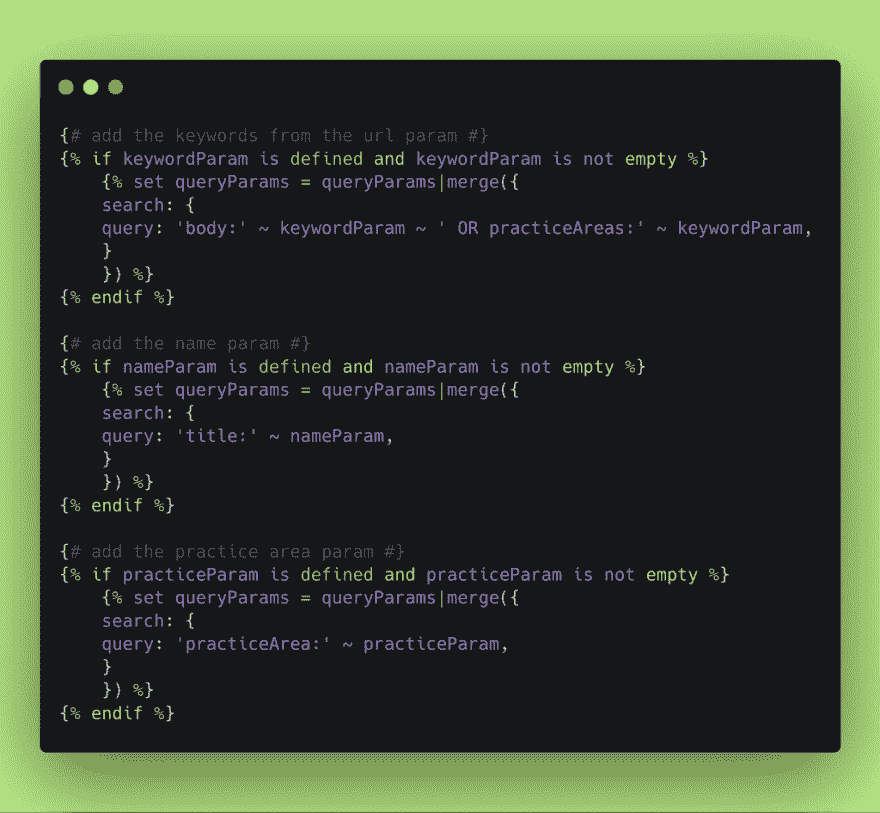 {# add the keywords from the url param #}
{% if keywordParam is defined and keywordParam is not empty %}
    {% set queryParams = queryParams|merge({
    search: {
    query: 'body:' ~ keywordParam ~ ' OR practiceAreas:' ~ keywordParam,
    }
    }) %}
{% endif %}

{# add the name param #}
{% if nameParam is defined and nameParam is not empty %}
    {% set queryParams = queryParams|merge({
    search: {
    query: 'title:' ~ nameParam,
    }
    }) %}
{% endif %}

{# add the practice area param #}
{% if practiceParam is defined and practiceParam is not empty %}
    {% set queryParams = queryParams|merge({
    search: {
    query: 'practiceArea:' ~ practiceParam,
    }
    }) %}
{% endif %}